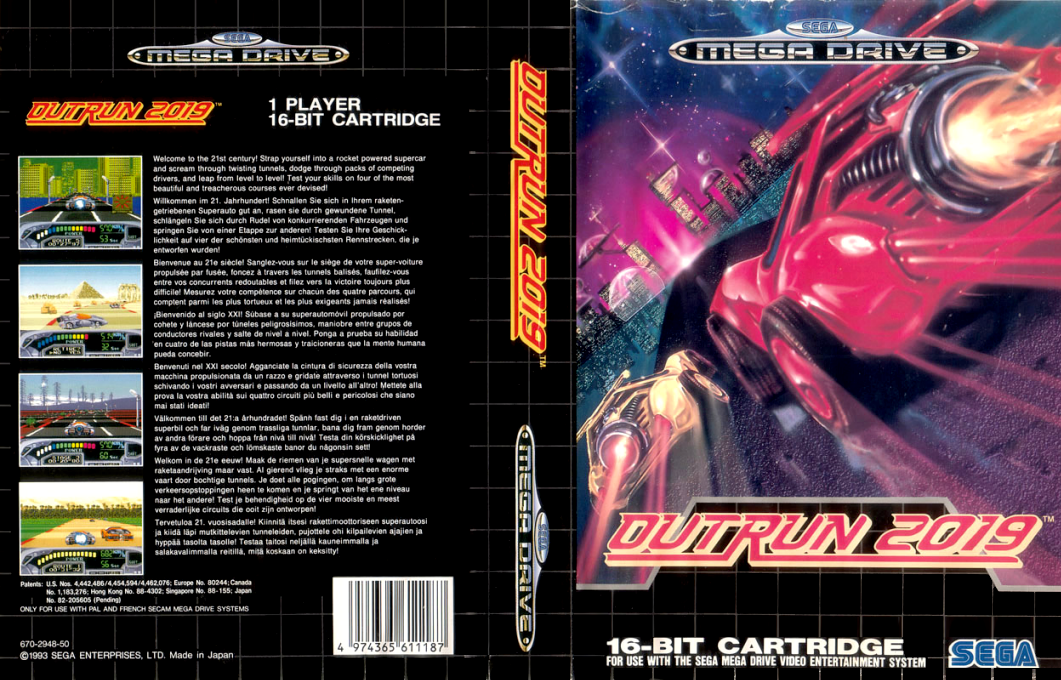 SEGA
MEGA DRIVE
OUTRUN 2019™
1 PLAYER
16-BIT CARTRIDGE
Welcome to the 21st century! Strap yourself into a rocket powered supercar
and scream through twisting tunnels, dodge through packs of competing
drivers, and leap from level to level! Test your skills on four of the most
beautiful and treacherous courses ever devised!
Willkommen im 21. Jahrhundert! Schnallen Sie sich in Ihrem raketen-
getriebenen Superauto gut an, rasen sie durch gewundene Tunnel,
schlängeln Sie sich durch Rudel von konkurrierenden Fahrzeugen und
springen Sie von einer Etappe zur anderen! Testen Sie Ihre Geschick-
lichkeit auf vier der schönsten und heimtückischsten Rennstrecken, die je
entworfen wurden!
Bienvenue au 21e siècle! Sanglez-vous sur le siège de votre super-voiture
propulsée par fusée, foncez à travers les tunnels balisés, faufilez-vous
entre vos concurrents redoutables et filez vers la victoire toujours plus
difficile! Mesurez votre compétence sur chacun des quatre parcours, qui
comptent parmi les plus tortueux et les plus exigeants jamais réalisés!
¡Bienvenido al siglo XXI! Súbase a su superautomóvil propulsado por
cohete y láncese por túneles peligrosísimos, maniobre entre grupos de
conductores rivales y salte de nivel a nivel. Ponga a prueba su habilidad
en cuatro de las pistas más hermosas y traicioneras que la mente humana
pueda concebir.
Benvenuti nel XXI secolo! Agganciate la cintura di sicurezza della vostra
macchina propulsionata da un razzo e gridate attraverso i tunnel tortuosi
schivando i vostri avversari e passando da un livello all'altro! Mettete alla
prova la vostra abilità sui quattro circuiti più belli e pericolosi che siano
mai stati ideati!
Välkommen till det 21:a århundradet! Spänn fast dig i en raketdriven
superbil och far iväg genom trassliga tunnlar, bana dig fram genom horder
av andra förare och hoppa från nivå till nivå! Testa din körskicklighet på
fyra av de vackraste och lömskaste banor du någonsin sett!
Welkom in de 21e eeuw! Maak de riemen van je supersnelle wagen met
raketaandrijving maar vast. Al gierend vlieg je straks met een enorme
vaart door bochtige tunnels. Je doet alle pogingen, om langs grote
verkeersopstoppingen heen te komen en je springt van het ene niveau
naar het andere! Test je behendigheid op de vier mooiste en meest
verraderlijke circuits die ooit zijn ontworpen!
Tervetuloa 21. vuosisadalle! Kiinnitä itsesi rakettimoottoriseen superautoosi
ja kiidä läpi mutkittelevien tunneleiden, pujottele ohi kilpailevien ajajien ja
hyppää tasolta tasolle! Testaa taitosi neljällä kauneimmalla ja
salakavalimmalla reitillä, mitä koskaan on keksitty!
Patents: U.S. Nos. 4,442,486/4,454,594/4,462,076; Europe No. 80244; Canada
No. 1,183,276; Hong Kong No. 88-4302; Singapore No. 88-155; Japan
No. 82-205605 (Pending)
ONLY FOR USE WITH PAL AND FRENCH SECAM MEGA DRIVE SYSTEMS
670-2948-50
©1993 SEGA ENTERPRISES, LTD. Made in Japan
4 974365 611187
OUTRUN 2019™
SEGA
MEGA DRIVE
SEGA
MEGA DRIVE
OUTRUN 2019™
16-BIT CARTRIDGE
FOR USE WITH THE SEGA MEGA DRIVE VIDEO ENTERTAINMENT SYSTEM
SEGA